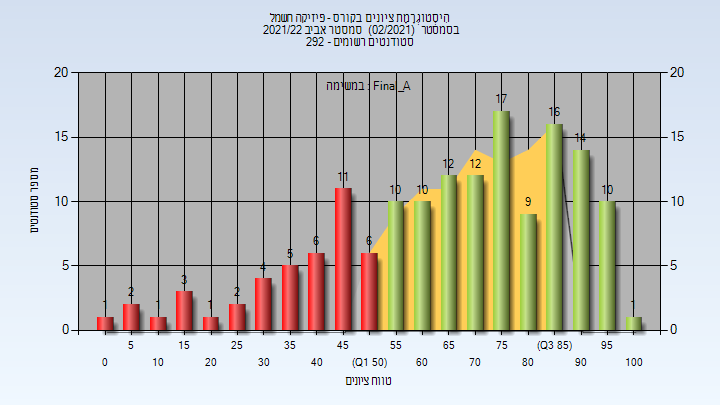 הִיסְטוֹגְרָמַת ציונים בקורס - פיזיקה חשמל
בסמסטר (02/2021) סמסטר אביב 2021/22
סטודנטים רשומים - 292
במשימה : Final_A
20 20
15 15
10 10
5 5
0 0
מספר סטודנטים
1 2 1 3 1 2 4 5 6 11 6 10 10 12 12 17 9 16 14 10 1
5 15 25 35 45 55 65 75 (Q3 85) 95
0 10 20 30 40 (Q1 50) 60 70 80 90 100
טווח ציונים